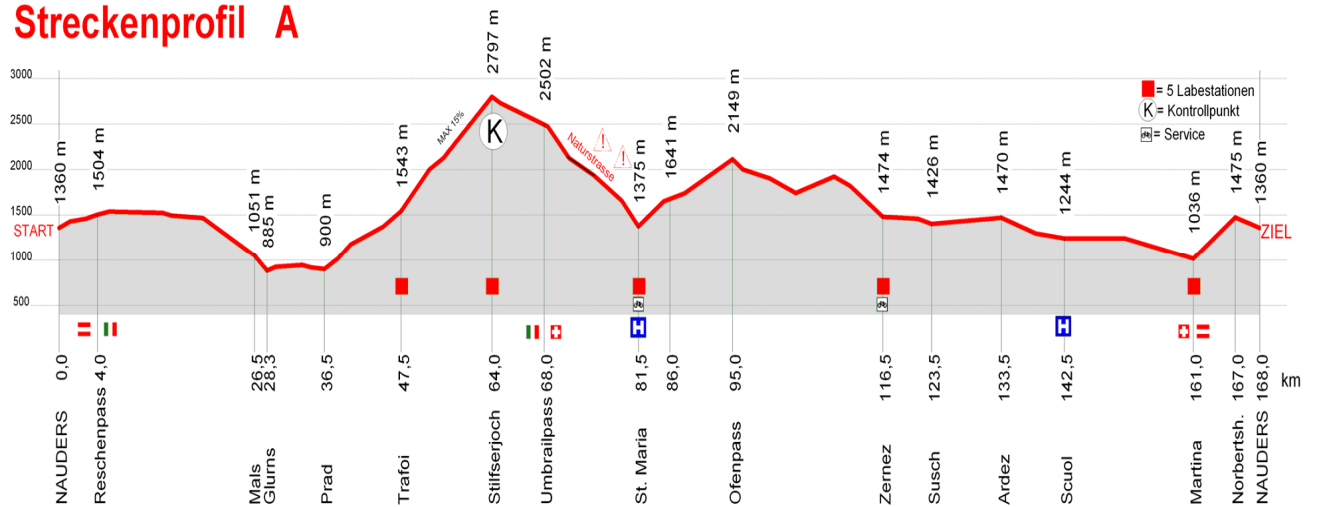 Streckenprofil A
3000
2500
2000
1500
1000
500
START
ZIEL
1360 m
1504 m
1051 m
885 m
900 m
1543 m
2797 m
2502 m
1375 m
1641 m
2149 m
1474 m
1426 m
1470 m
1244 m
1036 m
1475 m
1360 m
MAX 15%
K
Naturstrasse
!
!
= 5 Labestationen
K = Kontrollpunkt
= Service
H
H
NAUDERS 0,0
Reschenpass 4,0
Mals 26,5
Glurns 28,3
Prad 36,5
Trafoi 47,5
Stilfserjoch 64,0
Umbrailpass 68,0
St. Maria 81,5
86,0
Ofenpass 95,0
Zernez 116,5
Susch 123,5
Ardez 133,5
Scuol 142,5
Martina 161,0
Norbertsh. 167,0
NAUDERS 168,0
km